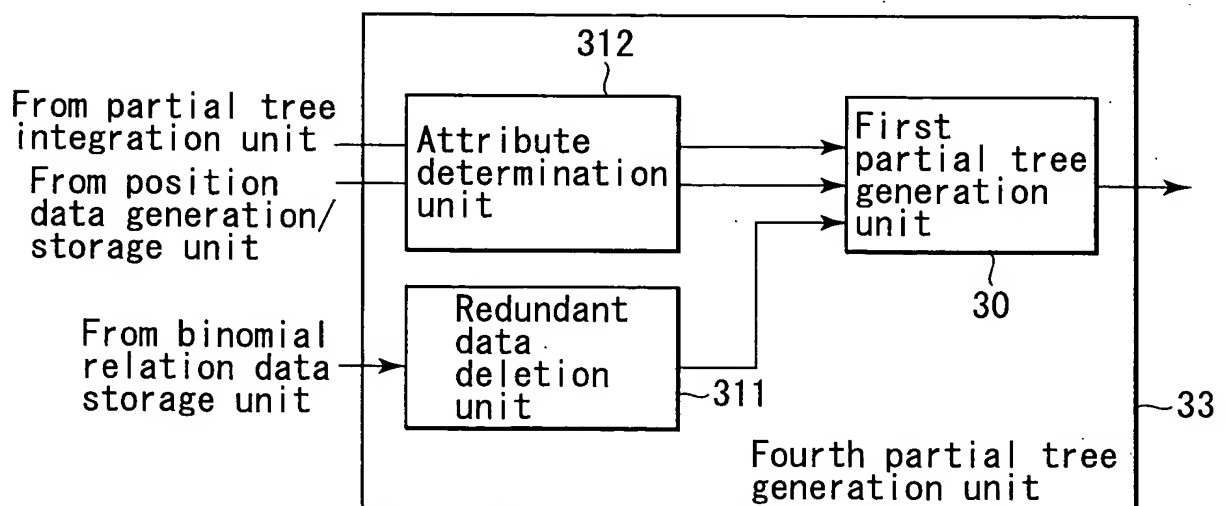 312
From partial tree
integration unit
From position
data generation/
storage unit
Attribute
determination
unit
First
partial tree
generation
unit
30
From binomial
relation data
storage unit
Redundant
data
deletion
unit
311
33
Fourth partial tree
generation unit